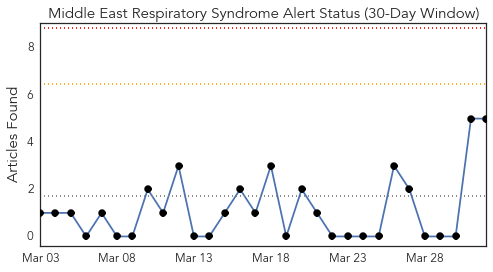 Middle East Respiratory Syndrome Alert Status (30-Day Window)
Articles Found
8
6
4
2
0
Mar 03 Mar 08 Mar 13 Mar 18 Mar 23 Mar 28